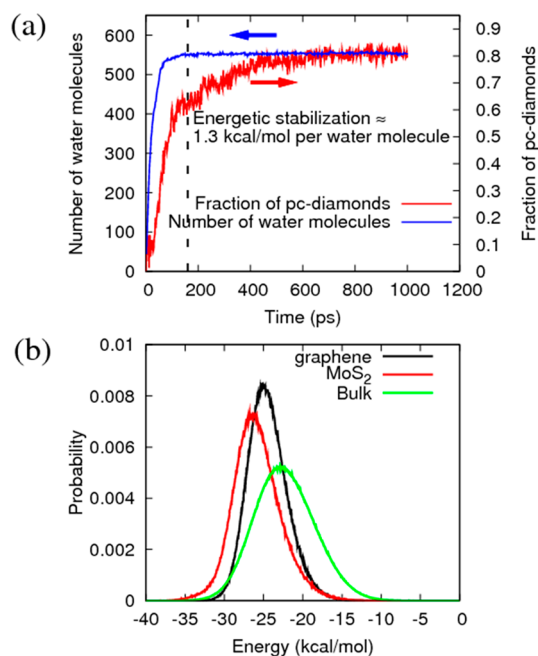 (a)
600
500
400
300
200
100
0
Number of water molecules
0.9
0.8
0.7
0.6
0.5
0.4
0.3
0.2
0.1
0
Fraction of pc-diamonds
Energetic stabilization ≈
1.3 kcal/mol per water molecule
Fraction of pc-diamonds
Number of water molecules
0 200 400 600 800 1000 1200
Time (ps)
(b)
0.01
0.008
0.006
0.004
0.002
0
Probability
graphene
MoS2
Bulk
-40 -35 -30 -25 -20 -15 -10 -5 0
Energy (kcal/mol)